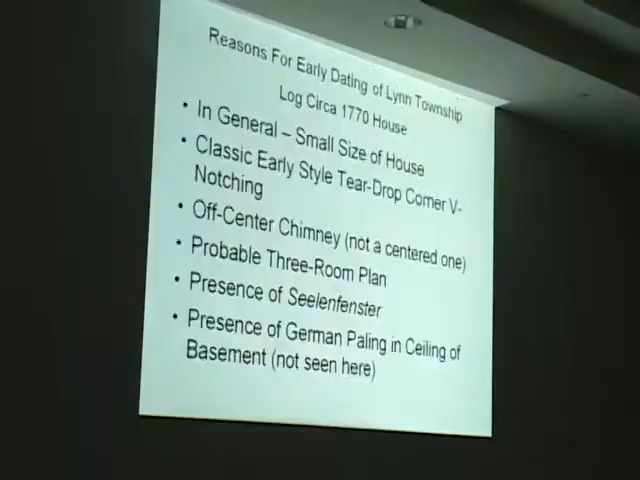 Reasons For Early Dating of Lynn Township
Log Circa 1770 House
• In General – Small Size of House
• Classic Early Style Tear-Drop Corner V-
Notching
• Off-Center Chimney (not a centered one)
• Probable Three-Room Plan
• Presence of Seelenfenster
• Presence of German Paling in Ceiling of
Basement (not seen here)